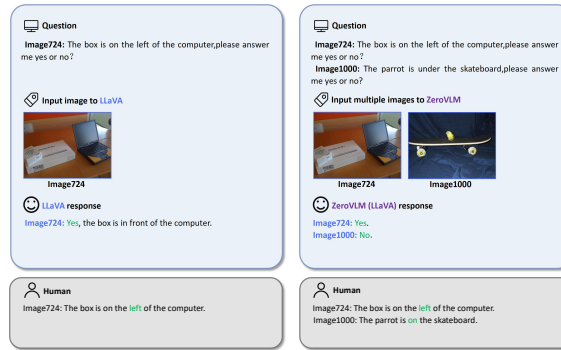 Question
Image724: The box is on the left of the computer,please answer
me yes or no?
Input image to LLaVA
Image724
LLaVA response
Image724: Yes, the box is in front of the computer.
Human
Image724: The box is on the left of the computer.
Question
Image724: The box is on the left of the computer,please answer
me yes or no?
Image1000: The parrot is under the skateboard,please answer
me yes or no?
Input multiple images to ZeroVLM
Image724 Image1000
ZeroVLM (LLaVA) response
Image724: Yes.
Image1000: No.
Human
Image724: The box is on the left of the computer.
Image1000: The parrot is on the skateboard.